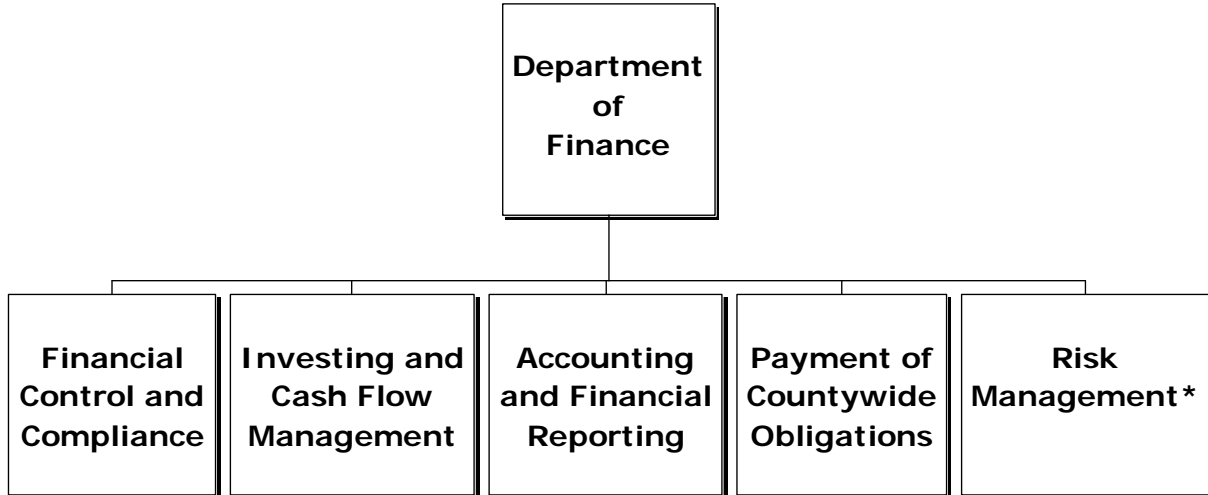 Department
of
Finance
Financial
Control and
Compliance
Investing and
Cash Flow
Management
Accounting
and Financial
Reporting
Payment of
Countywide
Obligations
Risk
Management*